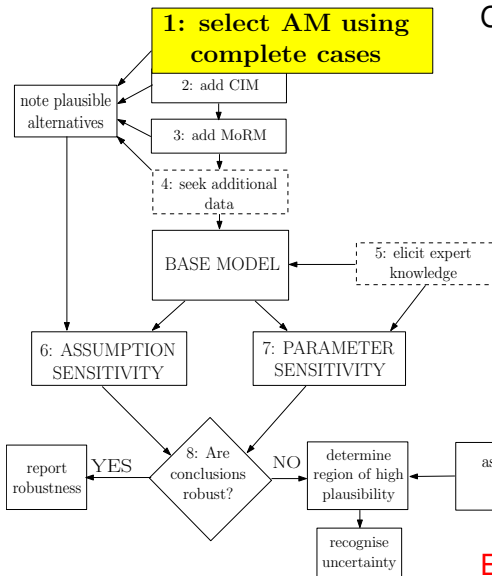 1: select AM using
complete cases
C
2: add CIM
note plausible
alternatives
3: add MoRM
4: seek additional
data
BASE MODEL
5: elicit expert
knowledge
6: ASSUMPTION
SENSITIVITY
7: PARAMETER
SENSITIVITY
8: Are
conclusions
robust?
YES
NO
report
robustness
determine
region of high
plausibility
as
recognise
uncertainty
E